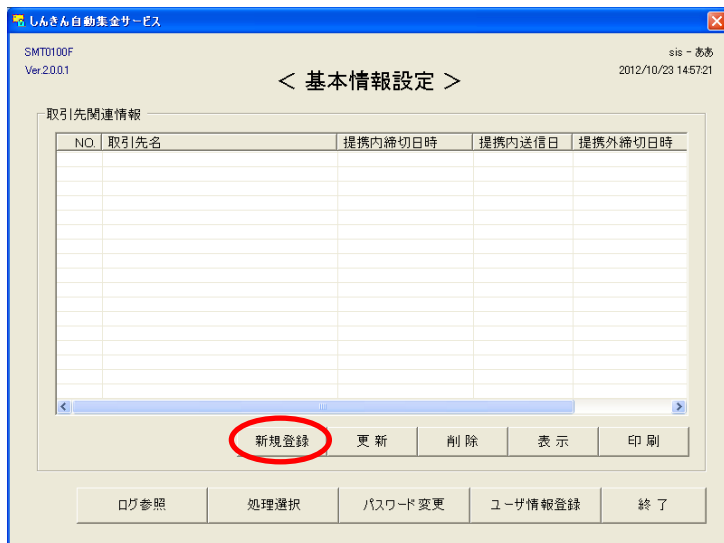 しんきん自動集金サービス
SMT0100F
sis - ああ
Ver.2.0.0.1
2012/10/23 14:57:21
＜ 基本情報設定 ＞
取引先関連情報
NO. 取引先名 提携内締切日時 提携内送信日 提携外締切日時
新規登録 更 新 削 除 表 示 印 刷
ログ参照 処理選択 パスワード変更 ユーザ情報登録 終 了